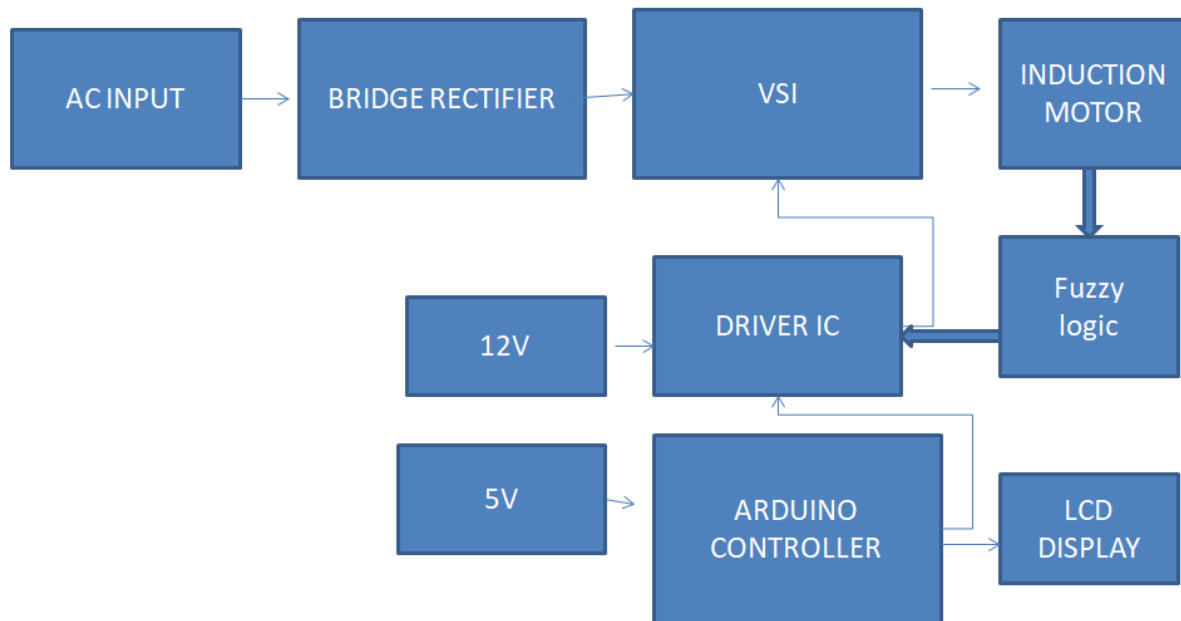 AC INPUT
BRIDGE RECTIFIER
VSI
INDUCTION
MOTOR
Fuzzy
logic
DRIVER IC
12V
5V
ARDUINO
CONTROLLER
LCD
DISPLAY